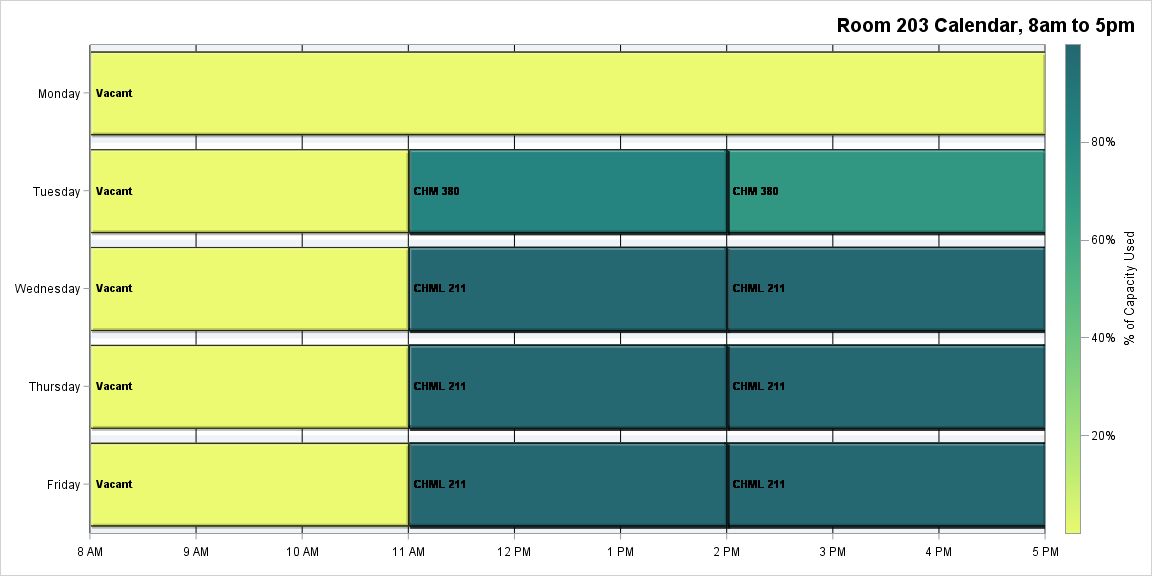 Room 203 Calendar, 8am to 5pm
Monday
Vacant
Tuesday
Vacant
CHM 380
CHM 380
Wednesday
Vacant
CHML 211
CHML 211
Thursday
Vacant
CHML 211
CHML 211
Friday
Vacant
CHML 211
CHML 211
8 AM
9 AM
10 AM
11 AM
12 PM
1 PM
2 PM
3 PM
4 PM
5 PM
80%
60%
40%
20%
% of Capacity Used